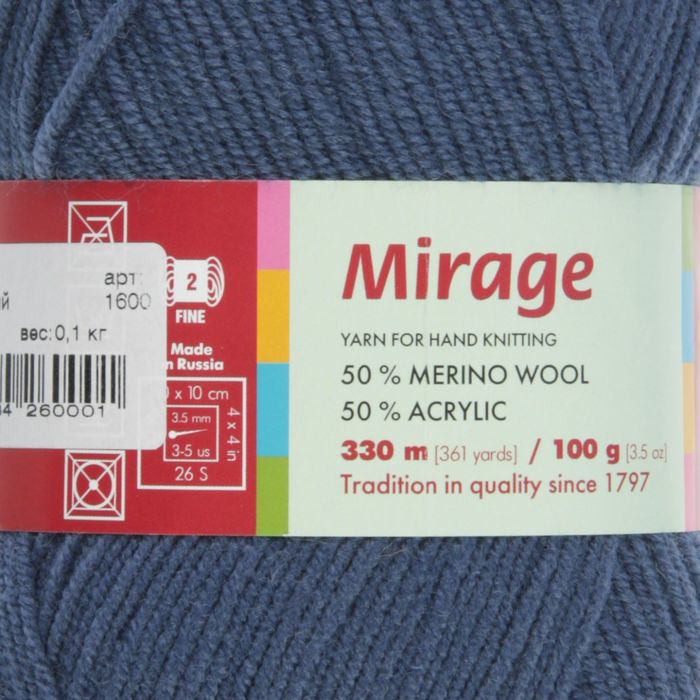 арт:
1600
вес:0,1 кг
260001
2
FINE
Made
in Russia
x 10 cm
4 x 4 in
3.5 mm
3-5 us
26 S
Mirage
YARN FOR HAND KNITTING
50 % MERINO WOOL
50 % ACRYLIC
330 m [361 yards] / 100 g [3.5 oz]
Tradition in quality since 1797